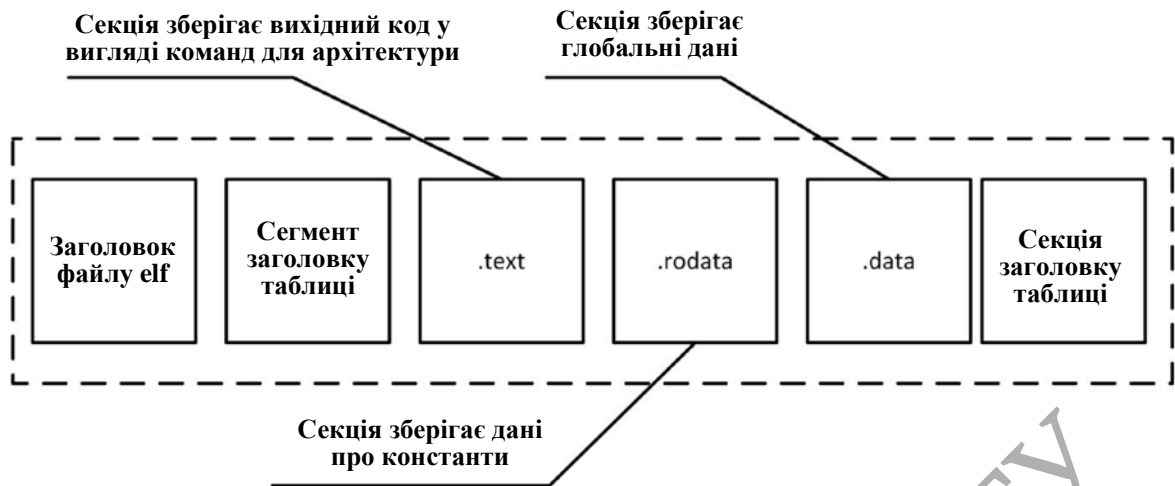 Секція зберігає вихідний код у
вигляді команд для архітектури
Секція зберігає
глобальні дані
Заголовок
файлу elf
Сегмент
заголовку
таблиці
.text
.rodata
.data
Секція
заголовку
таблиці
Секція зберігає дані
про константи